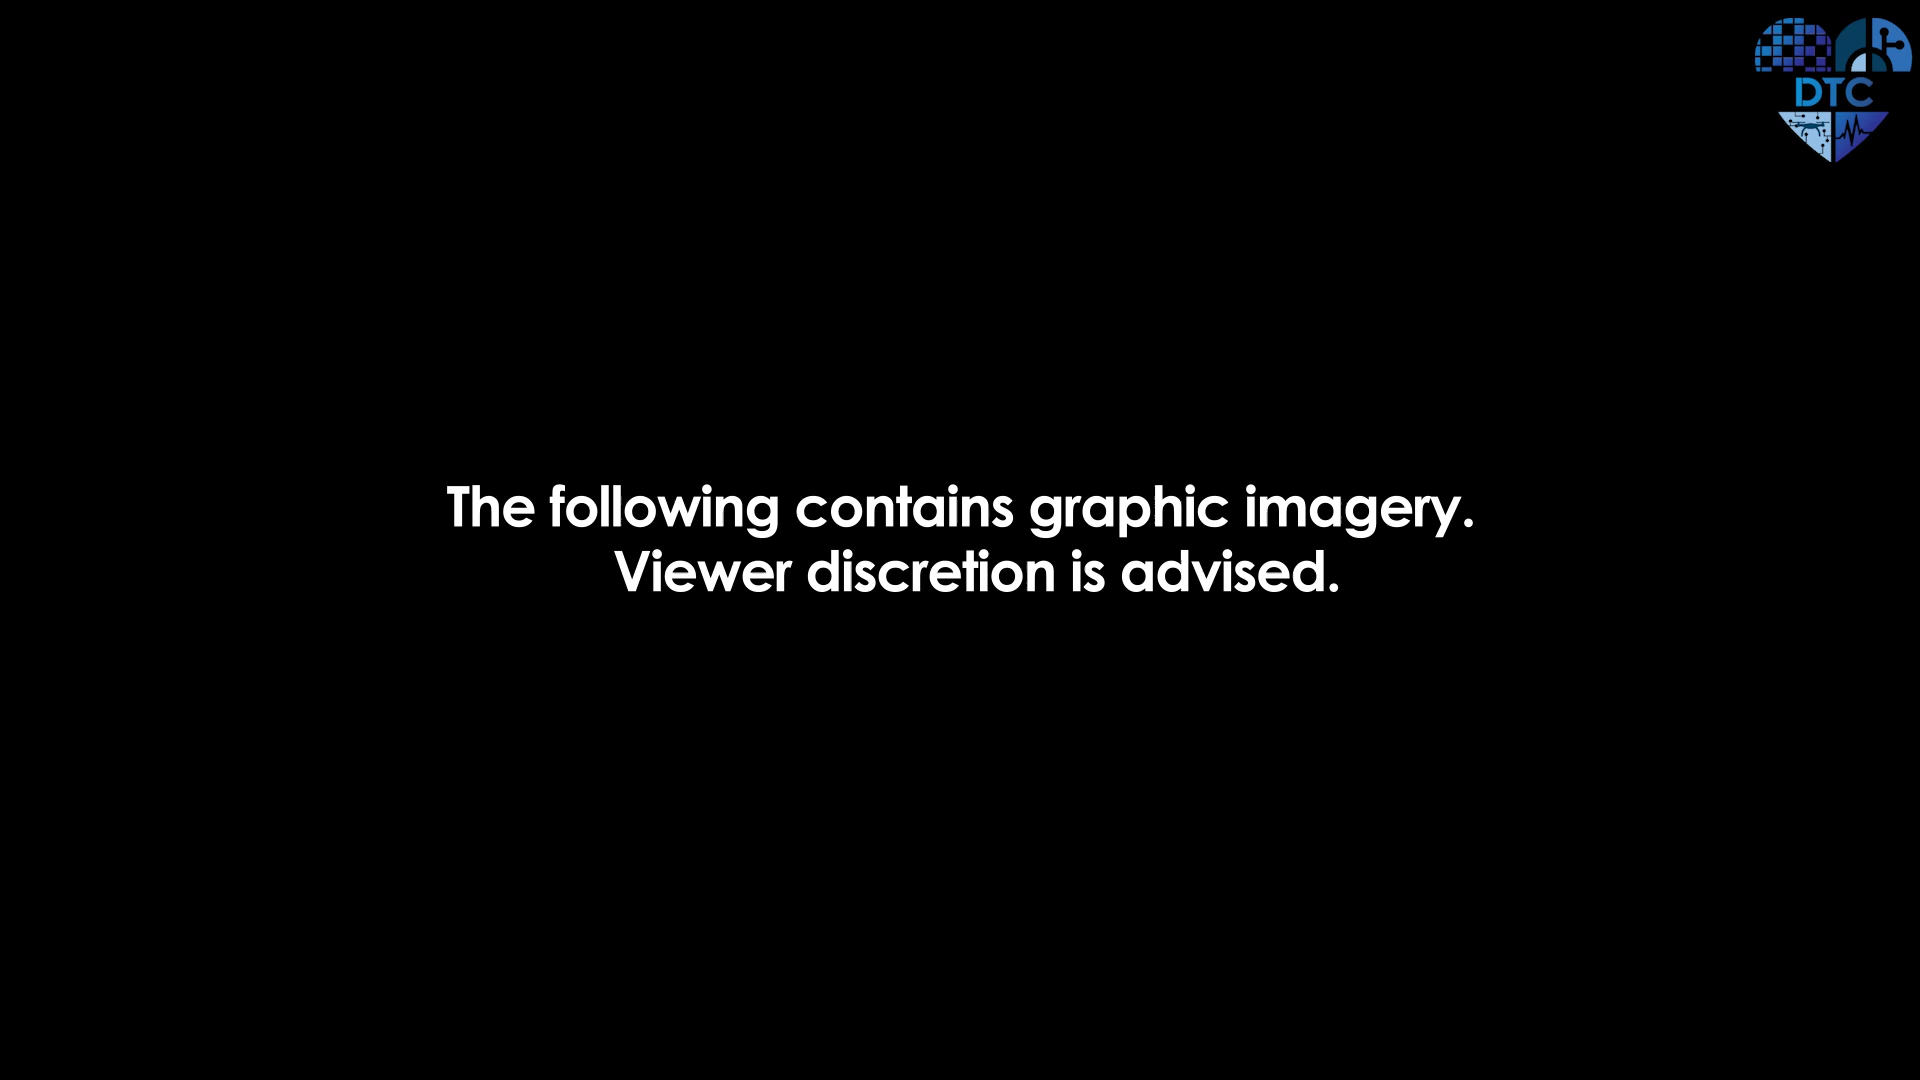 DTC
The following contains graphic imagery.
Viewer discretion is advised.